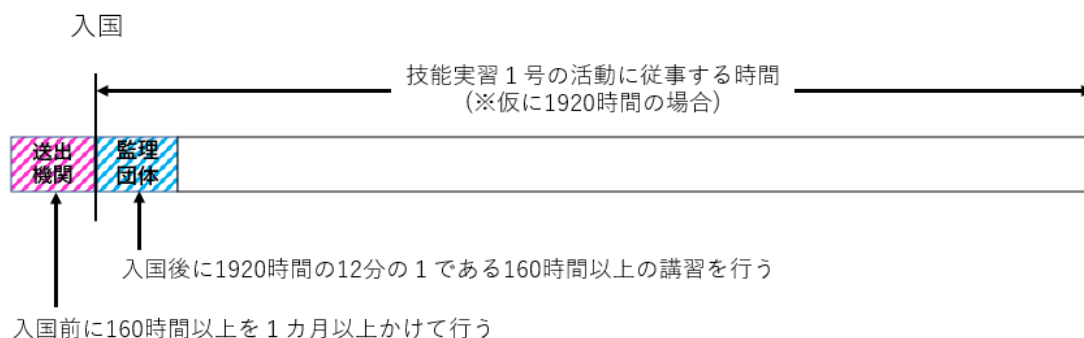 入国
技能実習１号の活動に従事する時間
(※仮に1920時間の場合)
送出
機関
監理
団体
入国後に1920時間の12分の１である160時間以上の講習を行う
入国前に160時間以上を１カ月以上かけて行う